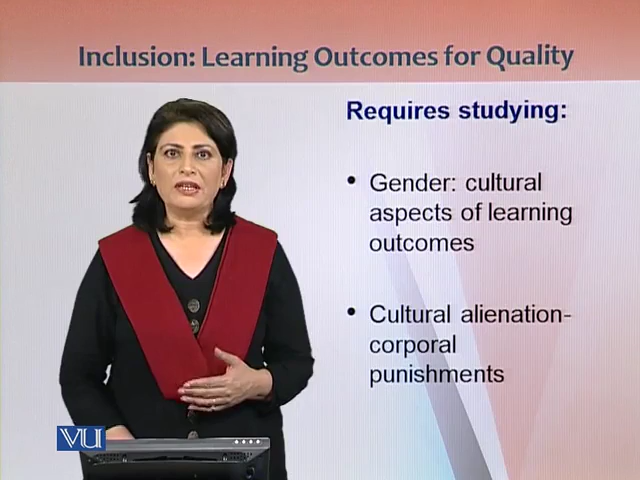 Inclusion: Learning Outcomes for Quality
Requires studying:
• Gender: cultural
aspects of learning
outcomes
• Cultural alienation-
corporal
punishments
VU